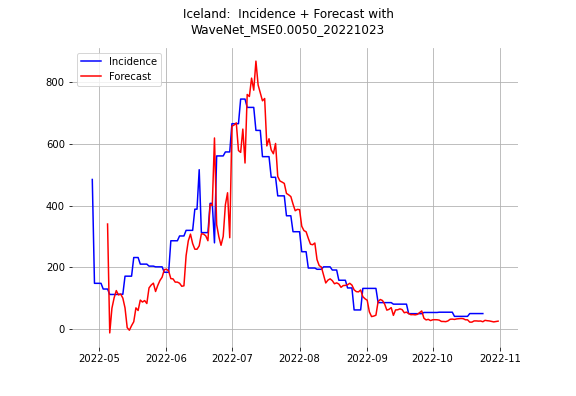 Iceland:  Incidence + Forecast with
WaveNet_MSE0.0050_20221023
Incidence
Forecast
800
600
400
200
0
2022-05 2022-06 2022-07 2022-08 2022-09 2022-10 2022-11